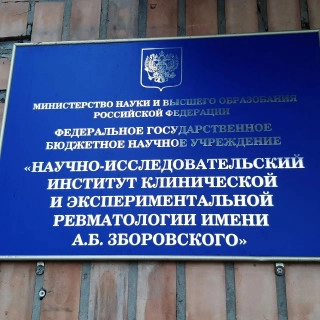 МИНИСТЕРСТВО НАУКИ И ВЫСШЕГО ОБРАЗОВАНИЯ
РОССИЙСКОЙ ФЕДЕРАЦИИ
ФЕДЕРАЛЬНОЕ ГОСУДАРСТВЕННОЕ
БЮДЖЕТНОЕ НАУЧНОЕ УЧРЕЖДЕНИЕ
«НАУЧНО-ИССЛЕДОВАТЕЛЬСКИЙ
ИНСТИТУТ КЛИНИЧЕСКОЙ
И ЭКСПЕРИМЕНТАЛЬНОЙ
РЕВМАТОЛОГИИ ИМЕНИ
А.Б. ЗБОРОВСКОГО»